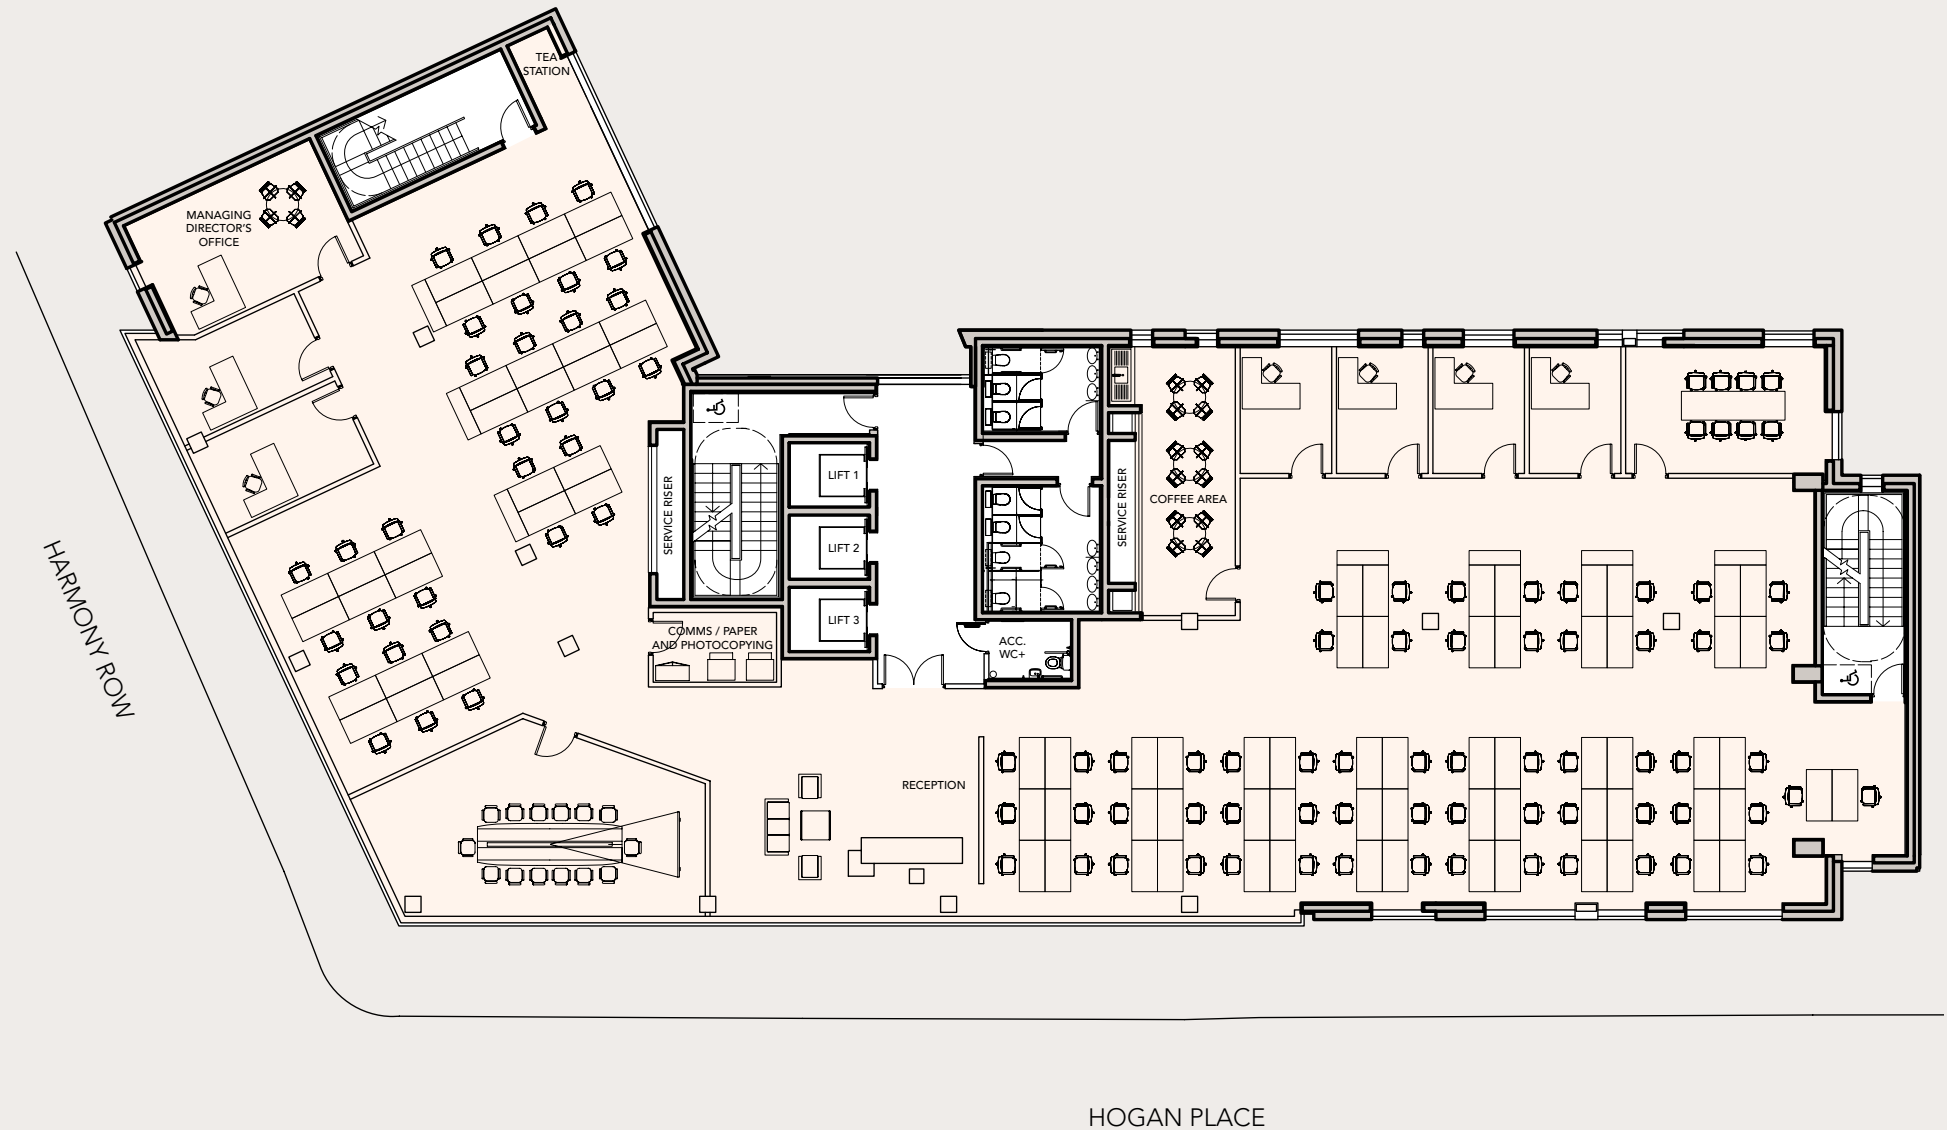 TEA
STATION
MANAGING
DIRECTOR'S
OFFICE
LIFT 1
SERVICE RISER
SERVICE RISER
COFFEE AREA
LIFT 2
LIFT 3
COMMS / PAPER
AND PHOTOCOPYING
ACC.
WC+
HARMONY ROW
RECEPTION
HOGAN PLACE